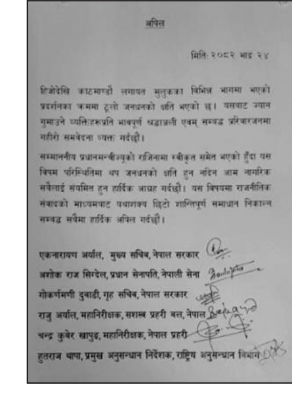 अपिल
मिति: २०८२ भाद्र २४
हिजोदेखि काठमाण्डौं लगायत मुलुकका विभिन्न भागमा भएको
प्रदर्शनका क्रममा ठूलो जनधनको क्षति भएको छ। यसबाट ज्यान
गुमाउने व्यक्तिहरूप्रति भावपूर्ण श्रद्धाञ्जली एवम् सम्बद्ध परिवारजनमा
गहिरो समवेदना व्यक्त गर्दछौं।
सम्माननीय प्रधानमन्त्रीज्यूको राजिनामा स्वीकृत समेत भएको हुँदा यस
विषम परिस्थितिमा थप जनधनको क्षति हुन नदिन आम नागरिक
सबैलाई संयमित हुन हार्दिक आग्रह गर्दछौं। यस विषयमा राजनीतिक
संवादको माध्यमबाट यथाशक्य छिटो शान्तिपूर्ण समाधान निकाल्न
सम्बद्ध सबैमा हार्दिक अपिल गर्दछौं।
एकनारायण अर्याल, मुख्य सचिव, नेपाल सरकार
अशोक राज सिग्देल, प्रधान सेनापति, नेपाली सेना
गोकर्णमणी दुवाडी, गृह सचिव, नेपाल सरकार
राजु अर्याल, महानिरीक्षक, सशस्त्र प्रहरी बल, नेपाल
चन्द्र कुवेर खापुङ, महानिरीक्षक, नेपाल प्रहरी
हुतराज थापा, प्रमुख अनुसन्धान निर्देशक, राष्ट्रिय अनुसन्धान विभाग